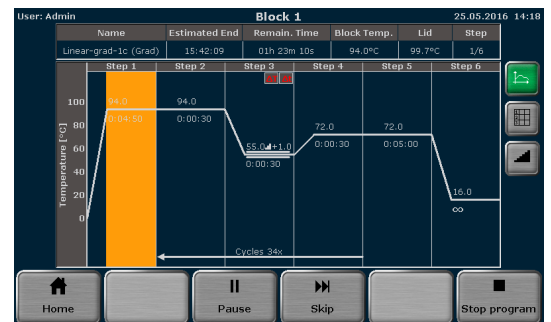 User: Admin Block 1 25.05.2016 14:18
Name Estimated End Remain. Time Block Temp. Lid Step
Linear-grad-1c (Grad) 15:42:09 01h 23m 10s 94.0ºC 99.7ºC 1/6
Step 1 Step 2 Step 3 Step 4 Step 5 Step 6
Temperature [°C]
100
80
60
40
20
0
94.0 94.0
0:04:50 0:00:30
55.0 +1.0
0:00:30
72.0 72.0
0:00:30 0:05:00
16.0
∞
Cycles 34x
Home Pause Skip Stop program